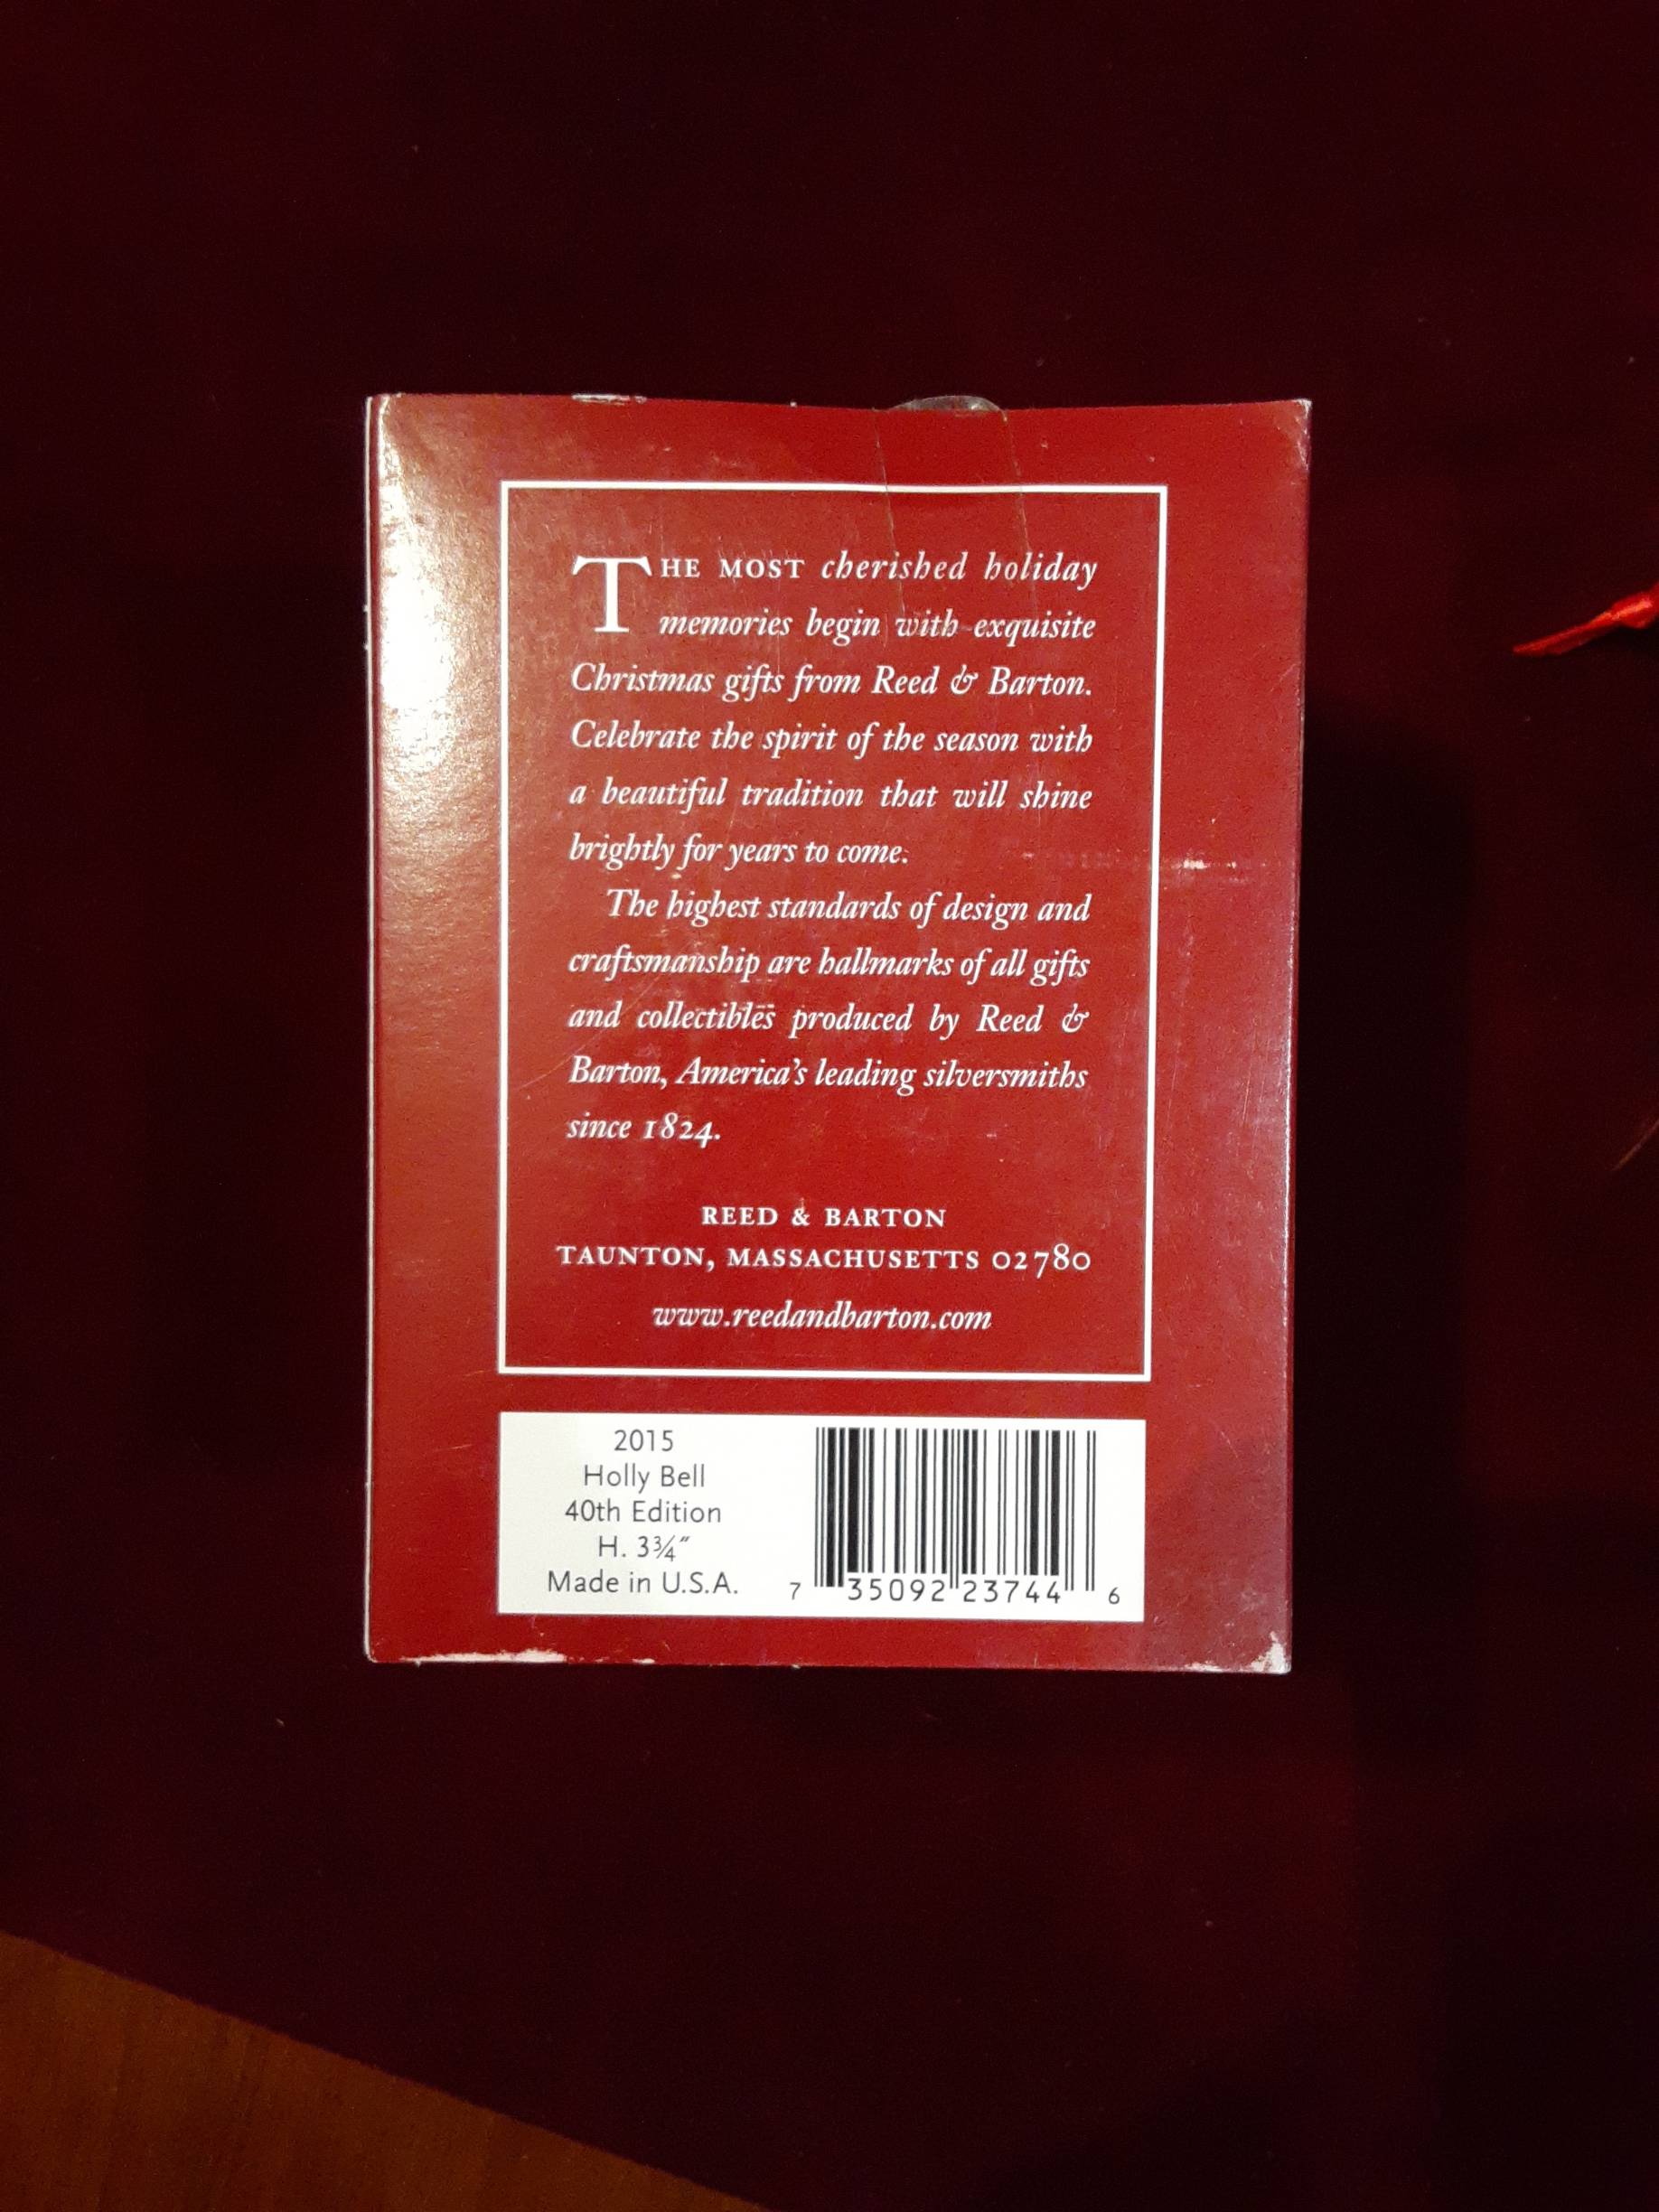 THE MOST cherished holiday
memories begin with exquisite
Christmas gifts from Reed & Barton.
Celebrate the spirit of the season with
a beautiful tradition that will shine
brightly for years to come.
The highest standards of design and
craftsmanship are hallmarks of all gifts
and collectibles produced by Reed &
Barton, America's leading silversmiths
since 1824.
REED & BARTON
TAUNTON, MASSACHUSETTS 02780
www.reedandbarton.com
2015
Holly Bell
40th Edition
H. 3¾"
Made in U.S.A.
7 35092 23744 6